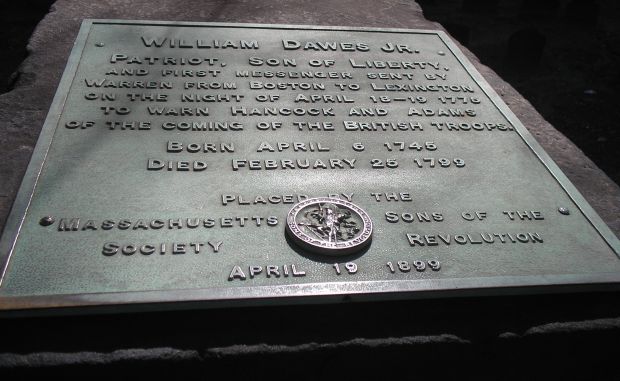 WILLIAM DAWES JR.
PATRIOT, SON OF LIBERTY,
AND FIRST MESSENGER SENT BY
WARREN FROM BOSTON TO LEXINGTON
ON THE NIGHT OF APRIL 18-19 1775
TO WARN HANCOCK AND ADAMS
OF THE COMING OF THE BRITISH TROOPS.
BORN APRIL 6 1745
DIED FEBRUARY 25 1799
PLACED BY THE
MASSACHUSETTS SONS OF THE
SOCIETY REVOLUTION
APRIL 19 1899